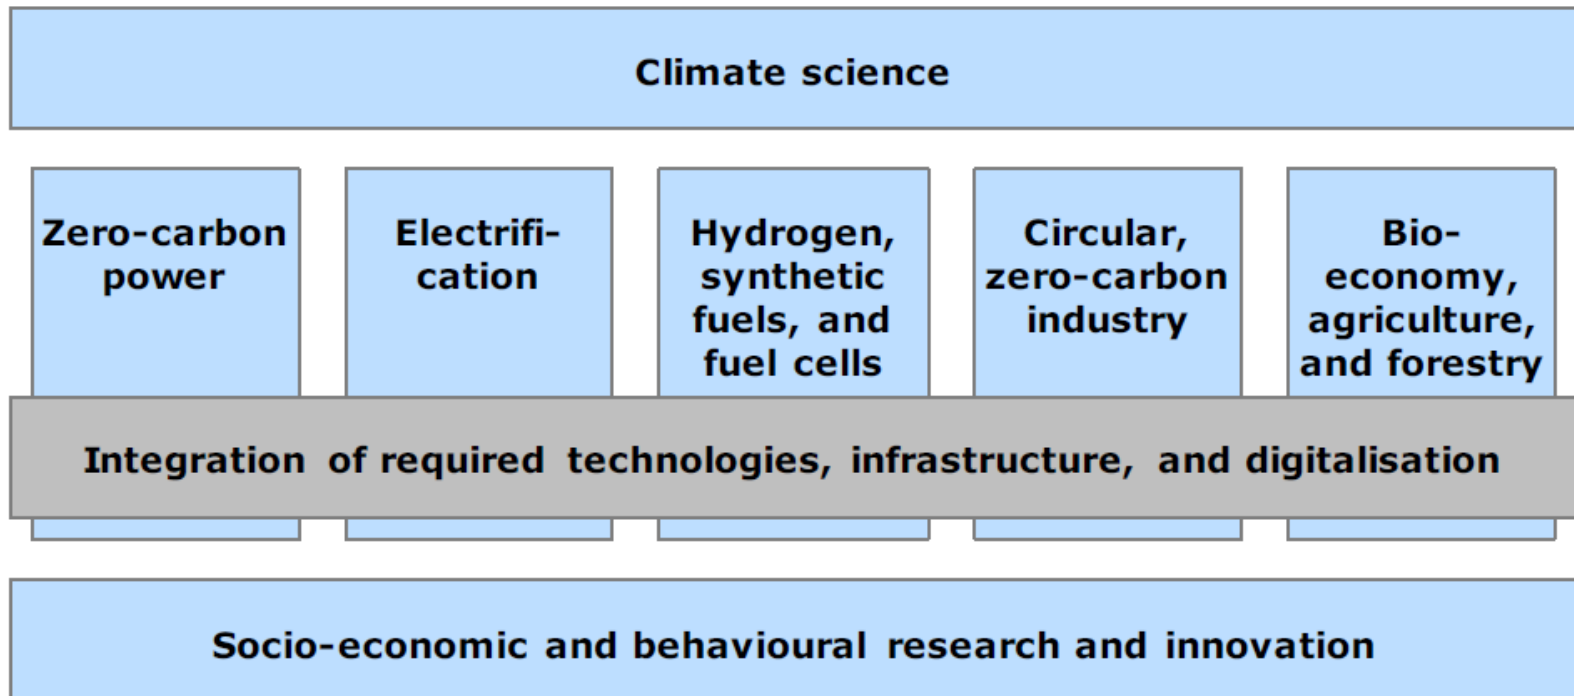 Climate science
Zero-carbon
power
Electrifi-
cation
Hydrogen,
synthetic
fuels, and
fuel cells
Circular,
zero-carbon
industry
Bio-
economy,
agriculture,
and forestry
Integration of required technologies, infrastructure, and digitalisation
Socio-economic and behavioural research and innovation